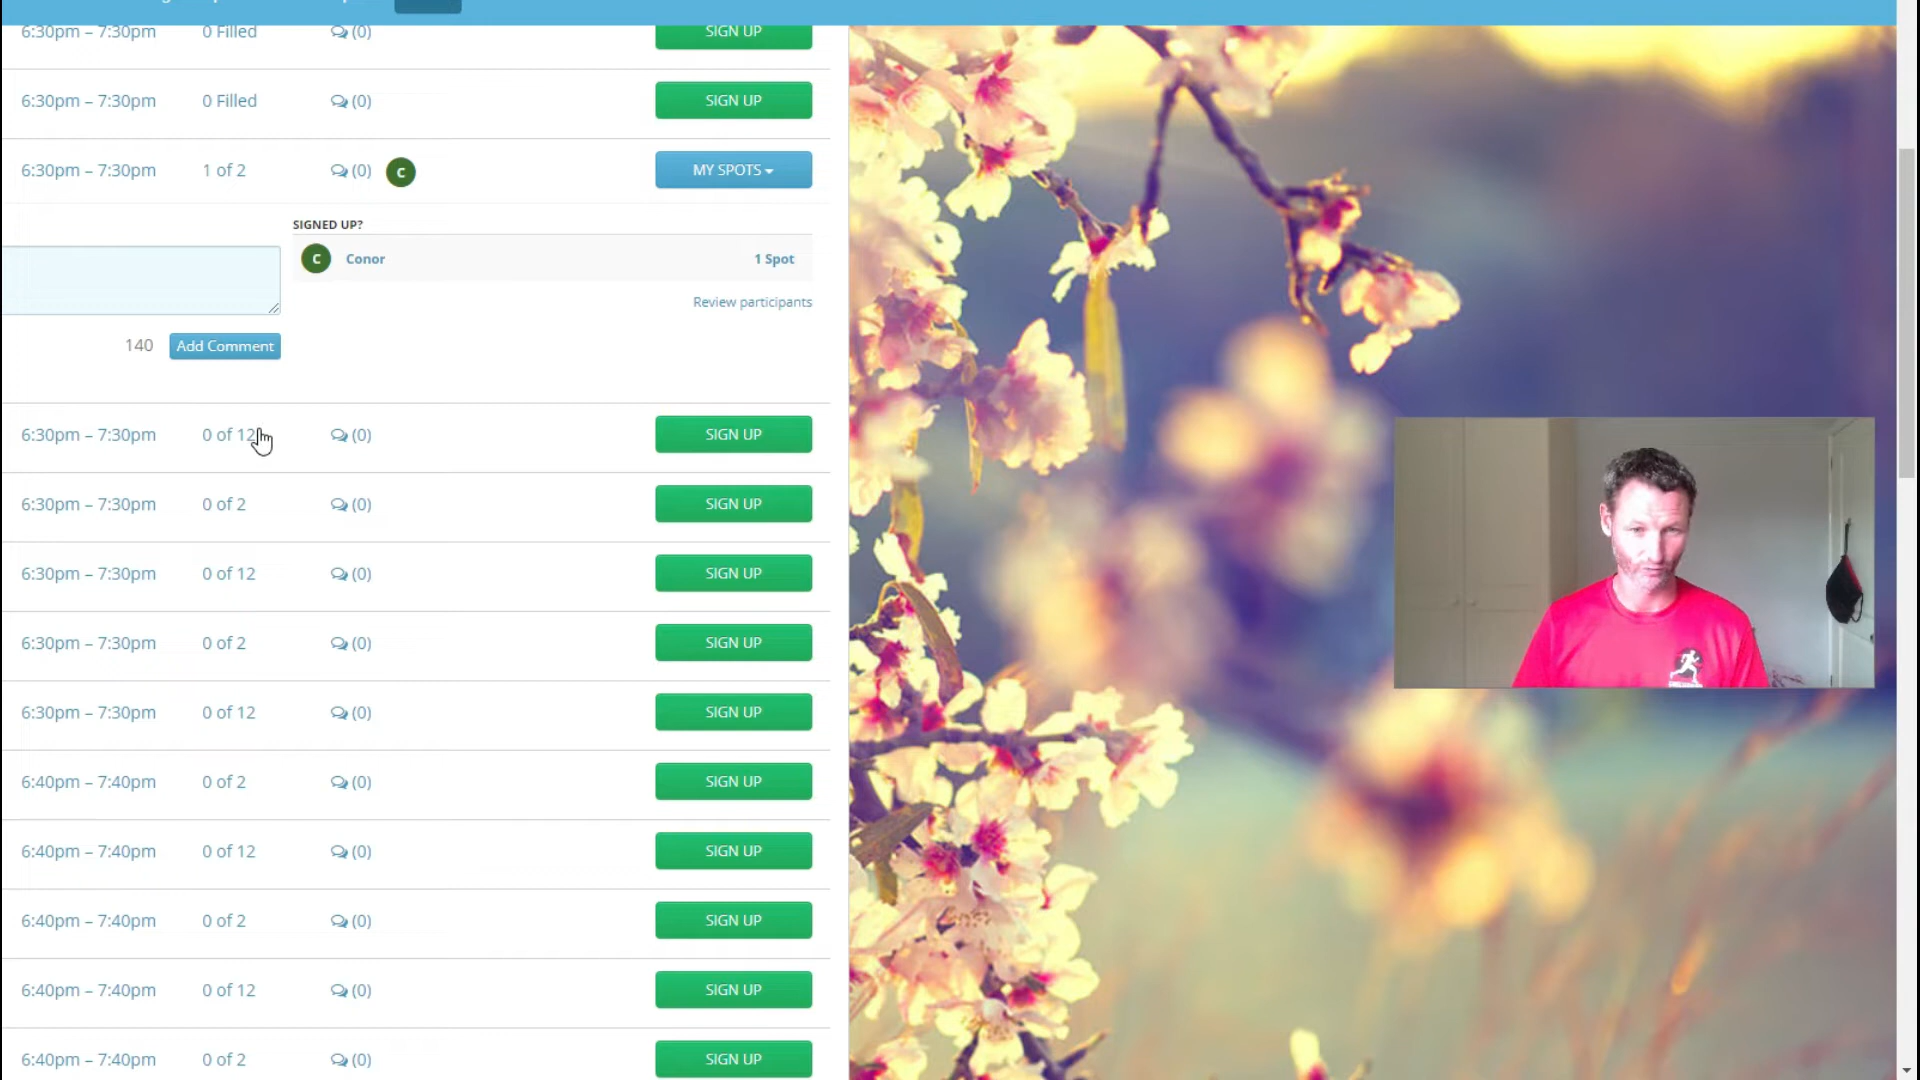 6:30pm – 7:30pm 0 Filled (0) SIGN UP
6:30pm – 7:30pm 0 Filled (0) SIGN UP
6:30pm – 7:30pm 1 of 2 (0) C MY SPOTS
SIGNED UP?
C Conor 1 Spot
Review participants
140 Add Comment
6:30pm – 7:30pm 0 of 12 (0) SIGN UP
6:30pm – 7:30pm 0 of 2 (0) SIGN UP
6:30pm – 7:30pm 0 of 12 (0) SIGN UP
6:30pm – 7:30pm 0 of 2 (0) SIGN UP
6:30pm – 7:30pm 0 of 12 (0) SIGN UP
6:40pm – 7:40pm 0 of 2 (0) SIGN UP
6:40pm – 7:40pm 0 of 12 (0) SIGN UP
6:40pm – 7:40pm 0 of 2 (0) SIGN UP
6:40pm – 7:40pm 0 of 12 (0) SIGN UP
6:40pm – 7:40pm 0 of 2 (0) SIGN UP